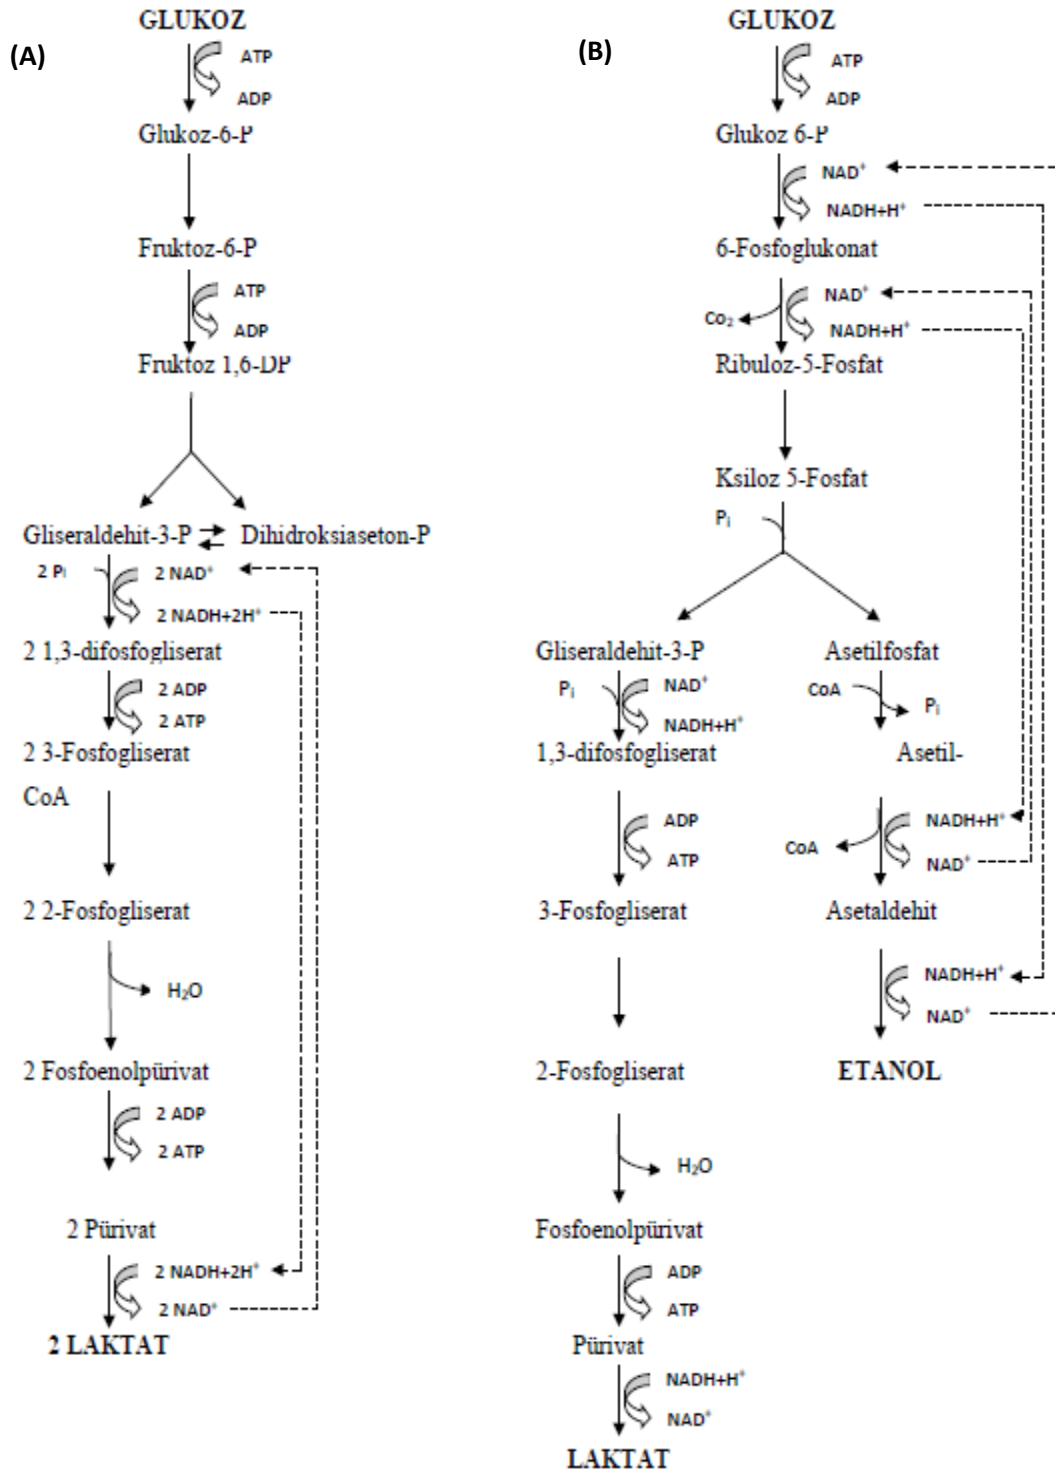 (A)
GLUKOZ
ATP
ADP
Glukoz-6-P
Fruktoz-6-P
ATP
ADP
Fruktoz 1,6-DP
Gliseraldehit-3-P
Dihidroksiaseton-P
2 Pi
2 NAD⁺
2 NADH+2H⁺
2 1,3-difosfogliserat
2 ADP
2 ATP
2 3-Fosfogliserat
CoA
2 2-Fosfogliserat
H₂O
2 Fosfoenolpürivat
2 ADP
2 ATP
2 Pürivat
2 NADH+2H⁺
2 NAD⁺
2 LAKTAT
(B)
GLUKOZ
ATP
ADP
Glukoz 6-P
NAD⁺
NADH+H⁺
6-Fosfoglukonat
NAD⁺
Co₂
NADH+H⁺
Ribuloz-5-Fosfat
Ksiloz 5-Fosfat
Pi
Gliseraldehit-3-P
Pi
NAD⁺
NADH+H⁺
1,3-difosfogliserat
ADP
ATP
3-Fosfogliserat
2-Fosfogliserat
H₂O
Fosfoenolpürivat
ADP
ATP
Pürivat
NADH+H⁺
NAD⁺
LAKTAT
Asetilfosfat
CoA
Pi
Asetil-
NADH+H⁺
CoA
NAD⁺
Asetaldehit
NADH+H⁺
NAD⁺
ETANOL